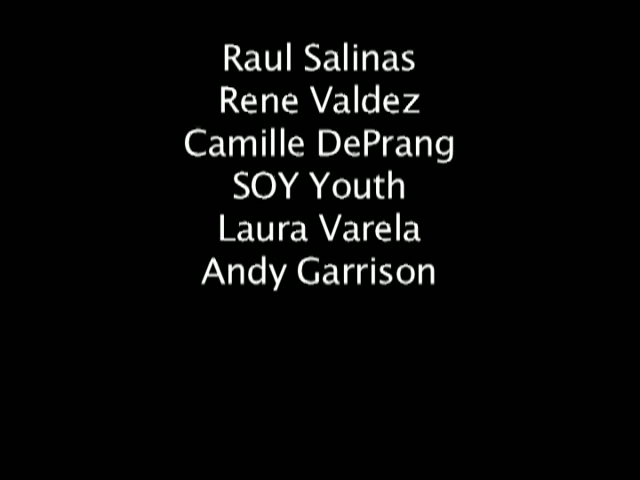 Raul Salinas
Rene Valdez
Camille DePrang
SOY Youth
Laura Varela
Andy Garrison